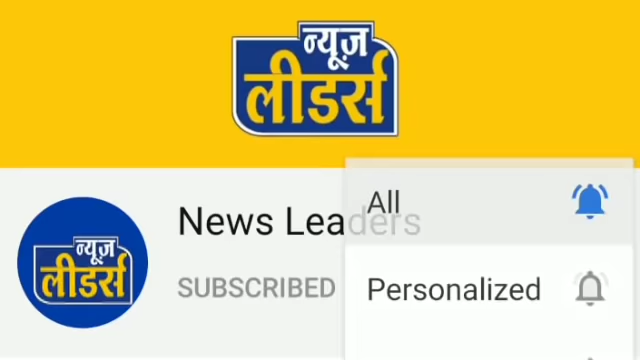 न्यूज़
लीडर्स
All
News Leaders
न्यूज़
लीडर्स
SUBSCRIBED
Personalized